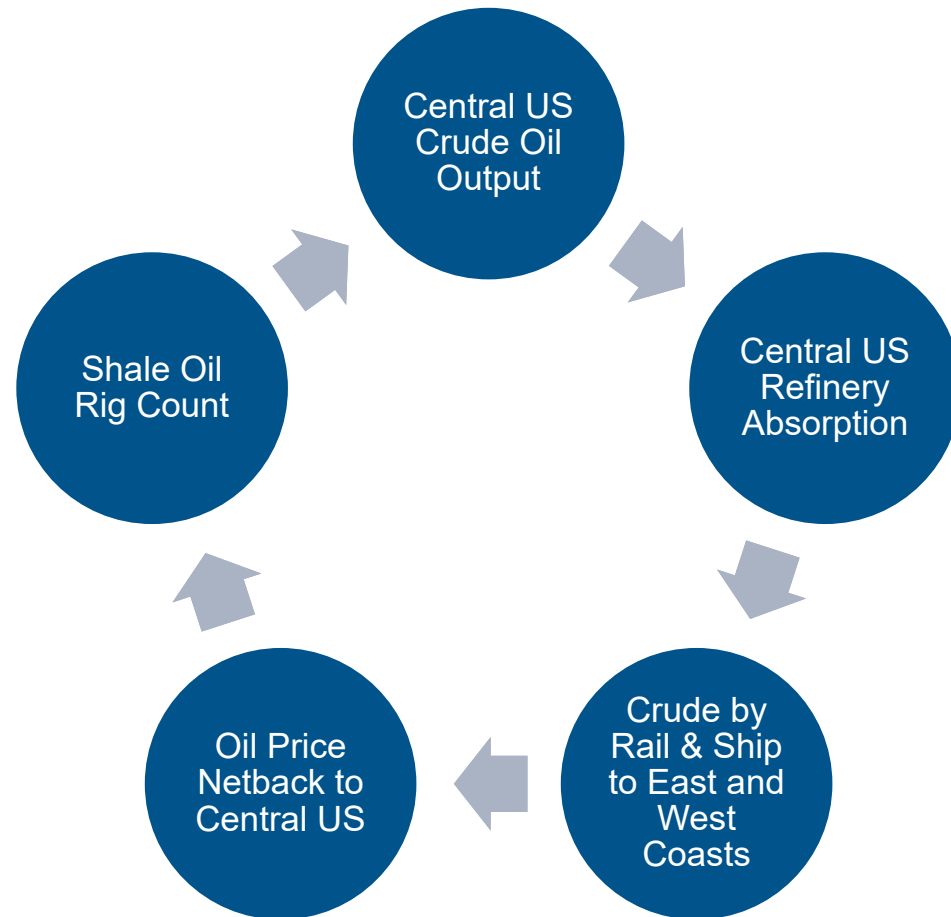 Central US
Crude Oil
Output
Central US
Refinery
Absorption
Crude by
Rail & Ship
to East and
West
Coasts
Oil Price
Netback to
Central US
Shale Oil
Rig Count